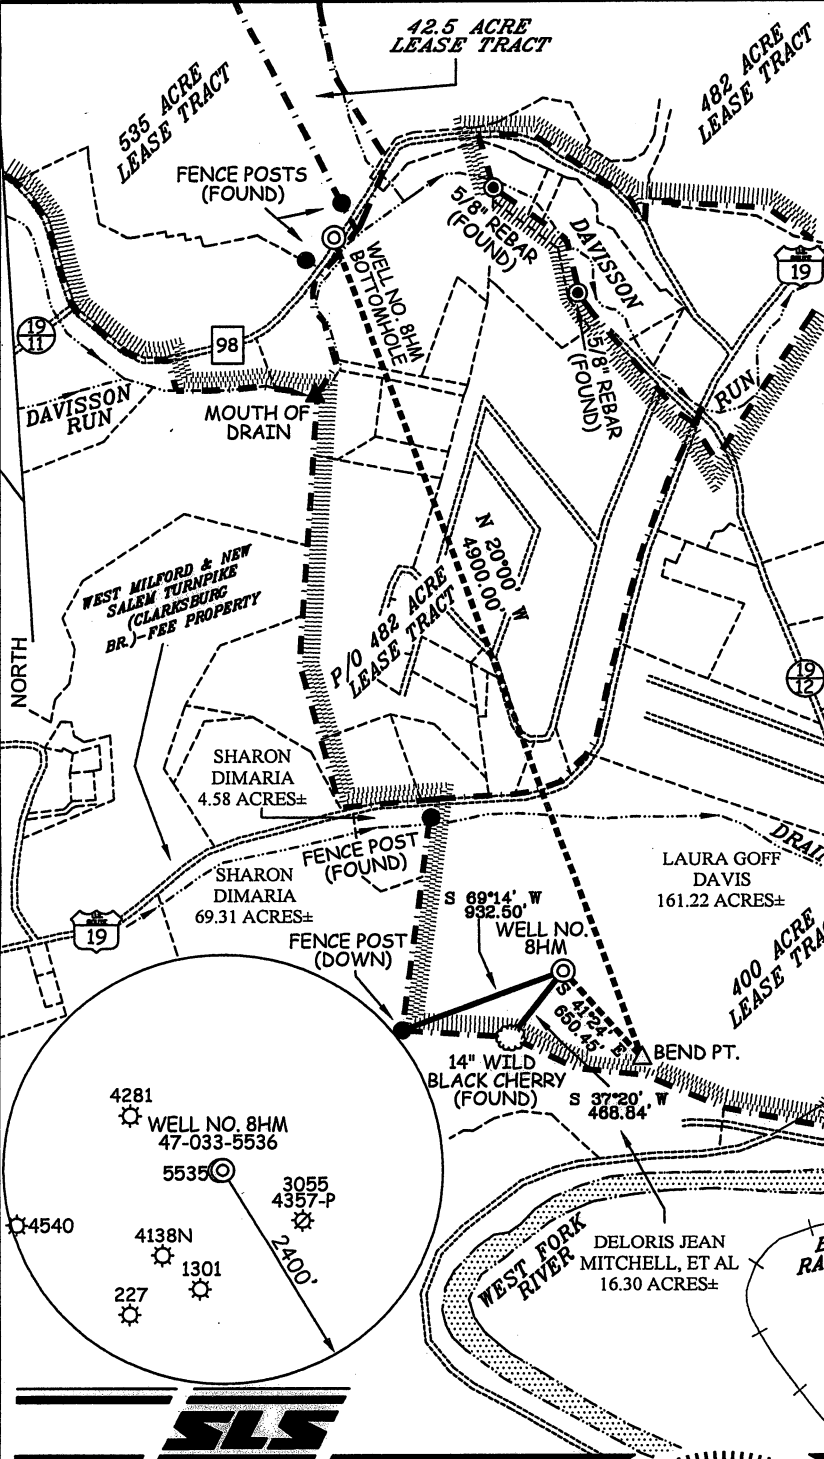 42.5 ACRE
LEASE TRACT
535 ACRE
LEASE TRACT
482 ACRE
LEASE TRACT
FENCE POSTS
(FOUND)
5/8" REBAR
(FOUND)
DAVISSON
19
WELL NO. 8HM
BOTTOMHOLE
19
11
98
5/8" REBAR
(FOUND)
RUN
DAVISSON
RUN
MOUTH OF
DRAIN
N 20°00' W
4900.00'
WEST MILFORD & NEW
SALEM TURNPIKE
(CLARKSBURG
BR.)-FEE PROPERTY
P/O 482 ACRE
LEASE TRACT
NORTH
19
12
SHARON
DIMARIA
4.58 ACRES±
FENCE POST
(FOUND)
DRAI
LAURA GOFF
DAVIS
161.22 ACRES±
SHARON
DIMARIA
69.31 ACRES±
S 69°14' W
932.50'
19
WELL NO.
8HM
FENCE POST
(DOWN)
400 ACRE
LEASE TRA
S 41°24' E
650.45'
BEND PT.
14" WILD
BLACK CHERRY
(FOUND)
S 37°20' W
468.84'
4281
WELL NO. 8HM
47-033-5536
5535
3055
4357-P
4540
4138N
1301
227
2400'
WEST FORK
RIVER
DELORIS JEAN
MITCHELL, ET AL
16.30 ACRES±
RA
SLS